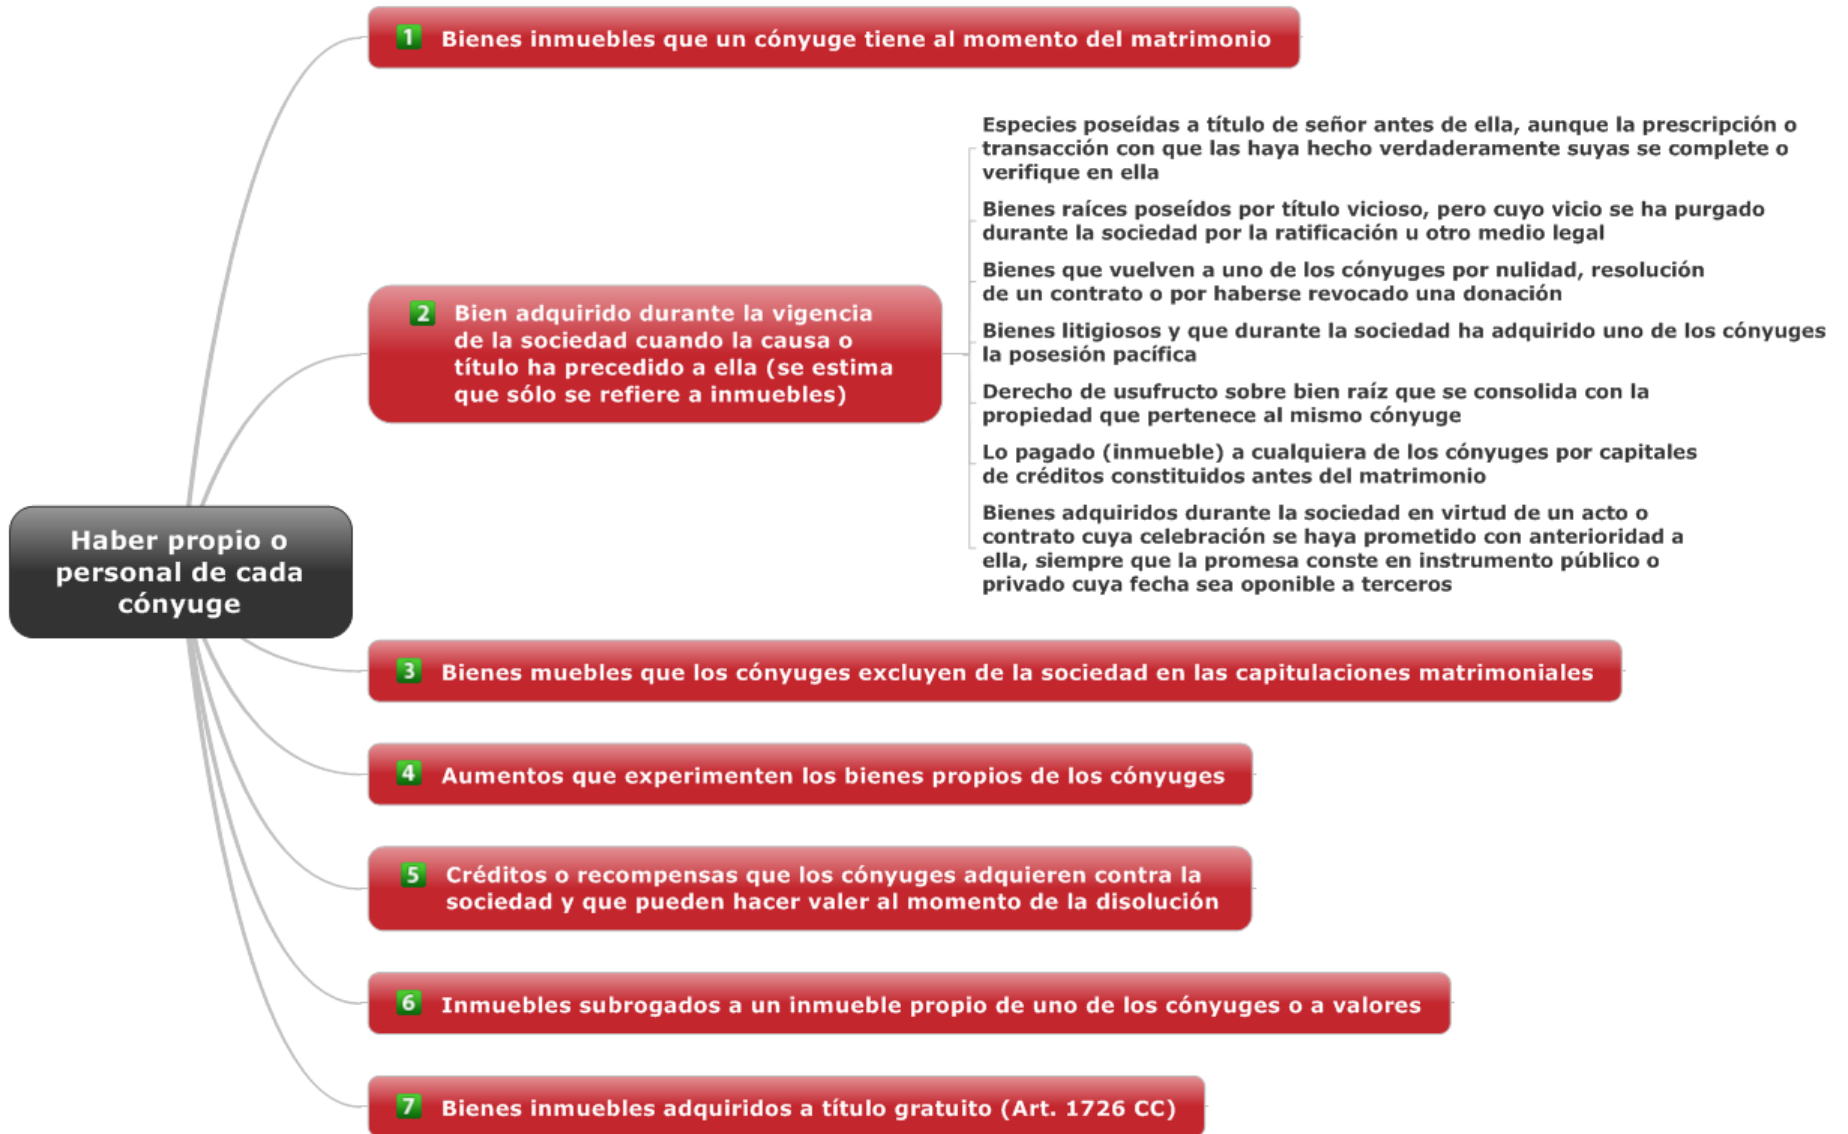 1 Bienes inmuebles que un cónyuge tiene al momento del matrimonio
Especies poseídas a título de señor antes de ella, aunque la prescripción o
transacción con que las haya hecho verdaderamente suyas se complete o
verifique en ella
Bienes raíces poseídos por título vicioso, pero cuyo vicio se ha purgado
durante la sociedad por la ratificación u otro medio legal
Bienes que vuelven a uno de los cónyuges por nulidad, resolución
de un contrato o por haberse revocado una donación
2 Bien adquirido durante la vigencia
de la sociedad cuando la causa o
título ha precedido a ella (se estima
que sólo se refiere a inmuebles)
Bienes litigiosos y que durante la sociedad ha adquirido uno de los cónyuges
la posesión pacífica
Derecho de usufructo sobre bien raíz que se consolida con la
propiedad que pertenece al mismo cónyuge
Lo pagado (inmueble) a cualquiera de los cónyuges por capitales
de créditos constituidos antes del matrimonio
Bienes adquiridos durante la sociedad en virtud de un acto o
contrato cuya celebración se haya prometido con anterioridad a
ella, siempre que la promesa conste en instrumento público o
privado cuya fecha sea oponible a terceros
Haber propio o
personal de cada
cónyuge
3 Bienes muebles que los cónyuges excluyen de la sociedad en las capitulaciones matrimoniales
4 Aumentos que experimenten los bienes propios de los cónyuges
5 Créditos o recompensas que los cónyuges adquieren contra la
sociedad y que pueden hacer valer al momento de la disolución
6 Inmuebles subrogados a un inmueble propio de uno de los cónyuges o a valores
7 Bienes inmuebles adquiridos a título gratuito (Art. 1726 CC)